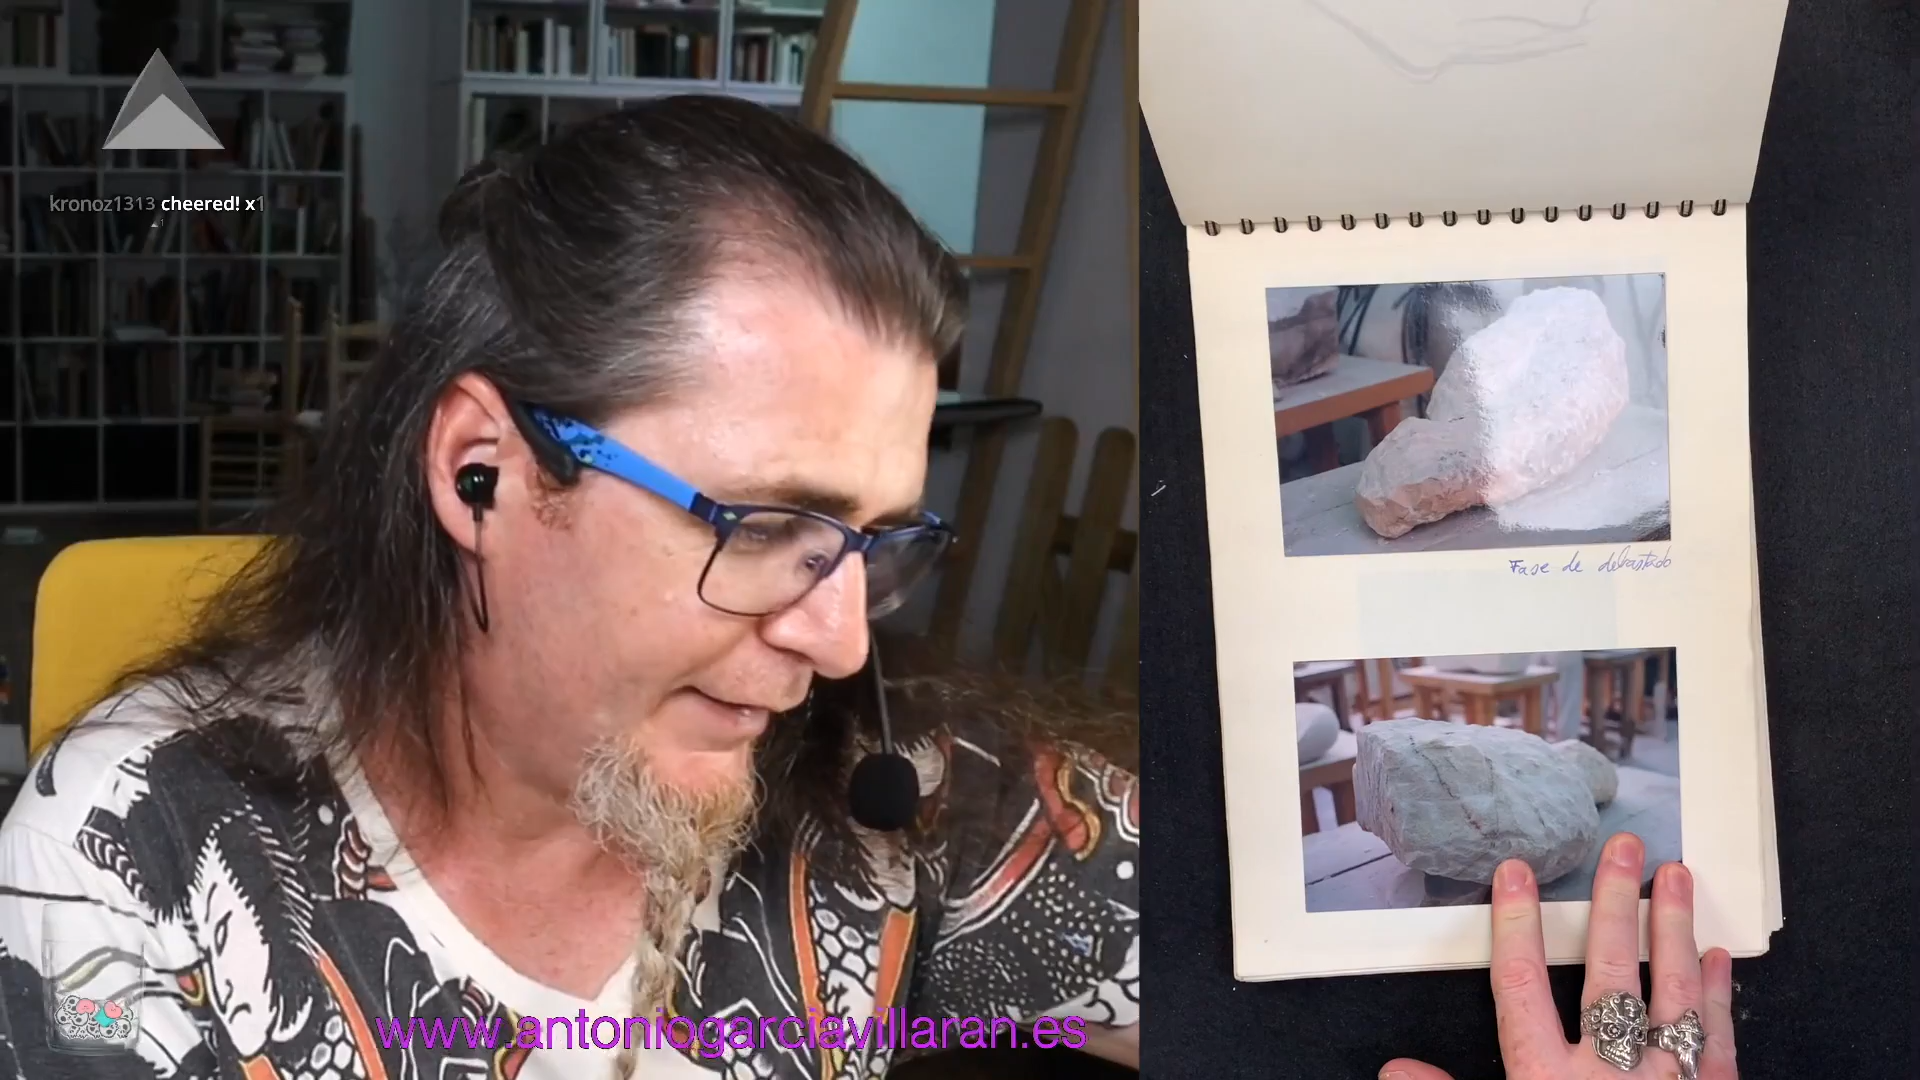 kronoz1313 cheered! x1
Fase de debastado
www.antoniogarciavillaran.es